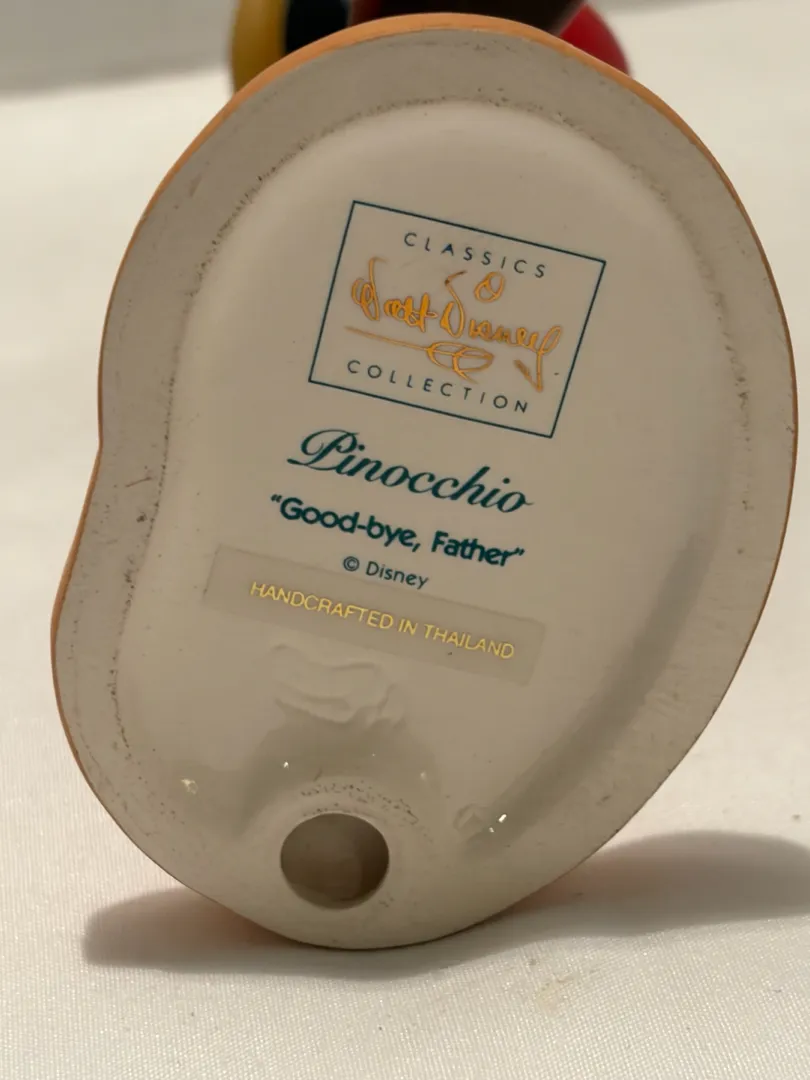 CLASSICS
Walt Disney
COLLECTION
Pinocchio
“Good-bye, Father”
© Disney
HANDCRAFTED IN THAILAND